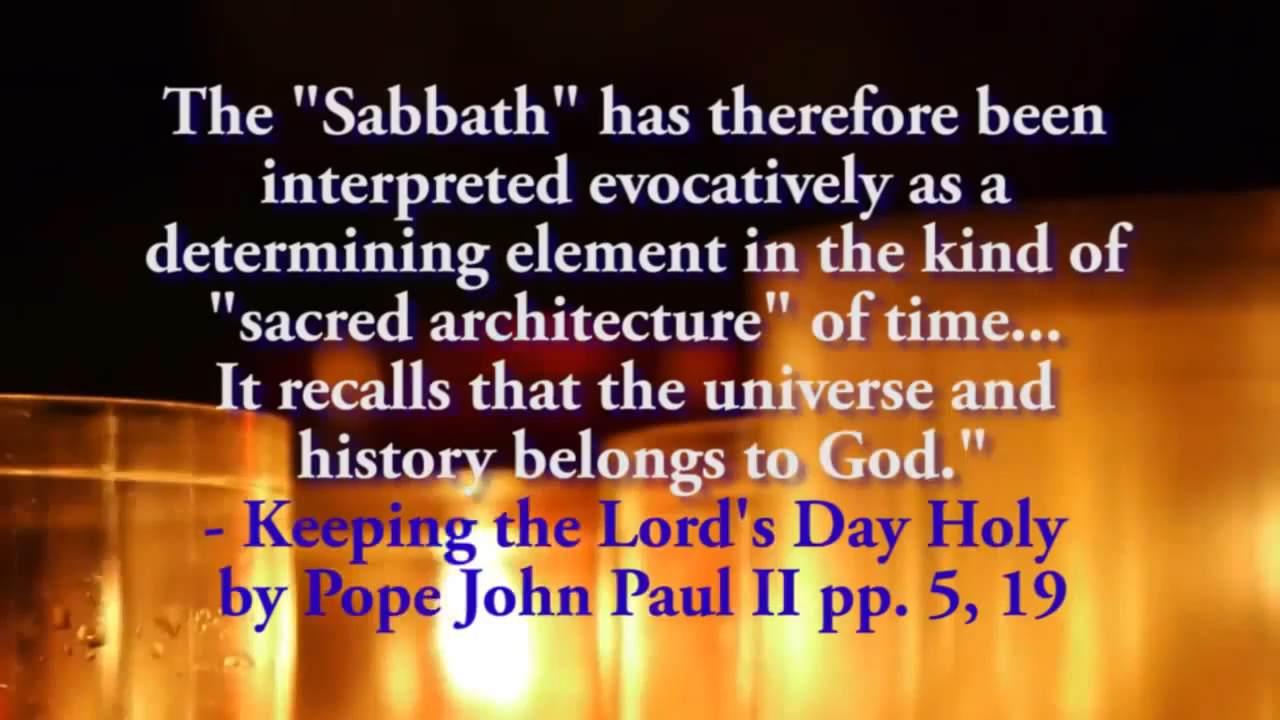 The "Sabbath" has therefore been
interpreted evocatively as a
determining element in the kind of
"sacred architecture" of time...
It recalls that the universe and
history belongs to God."
- Keeping the Lord's Day Holy
by Pope John Paul II pp. 5, 19